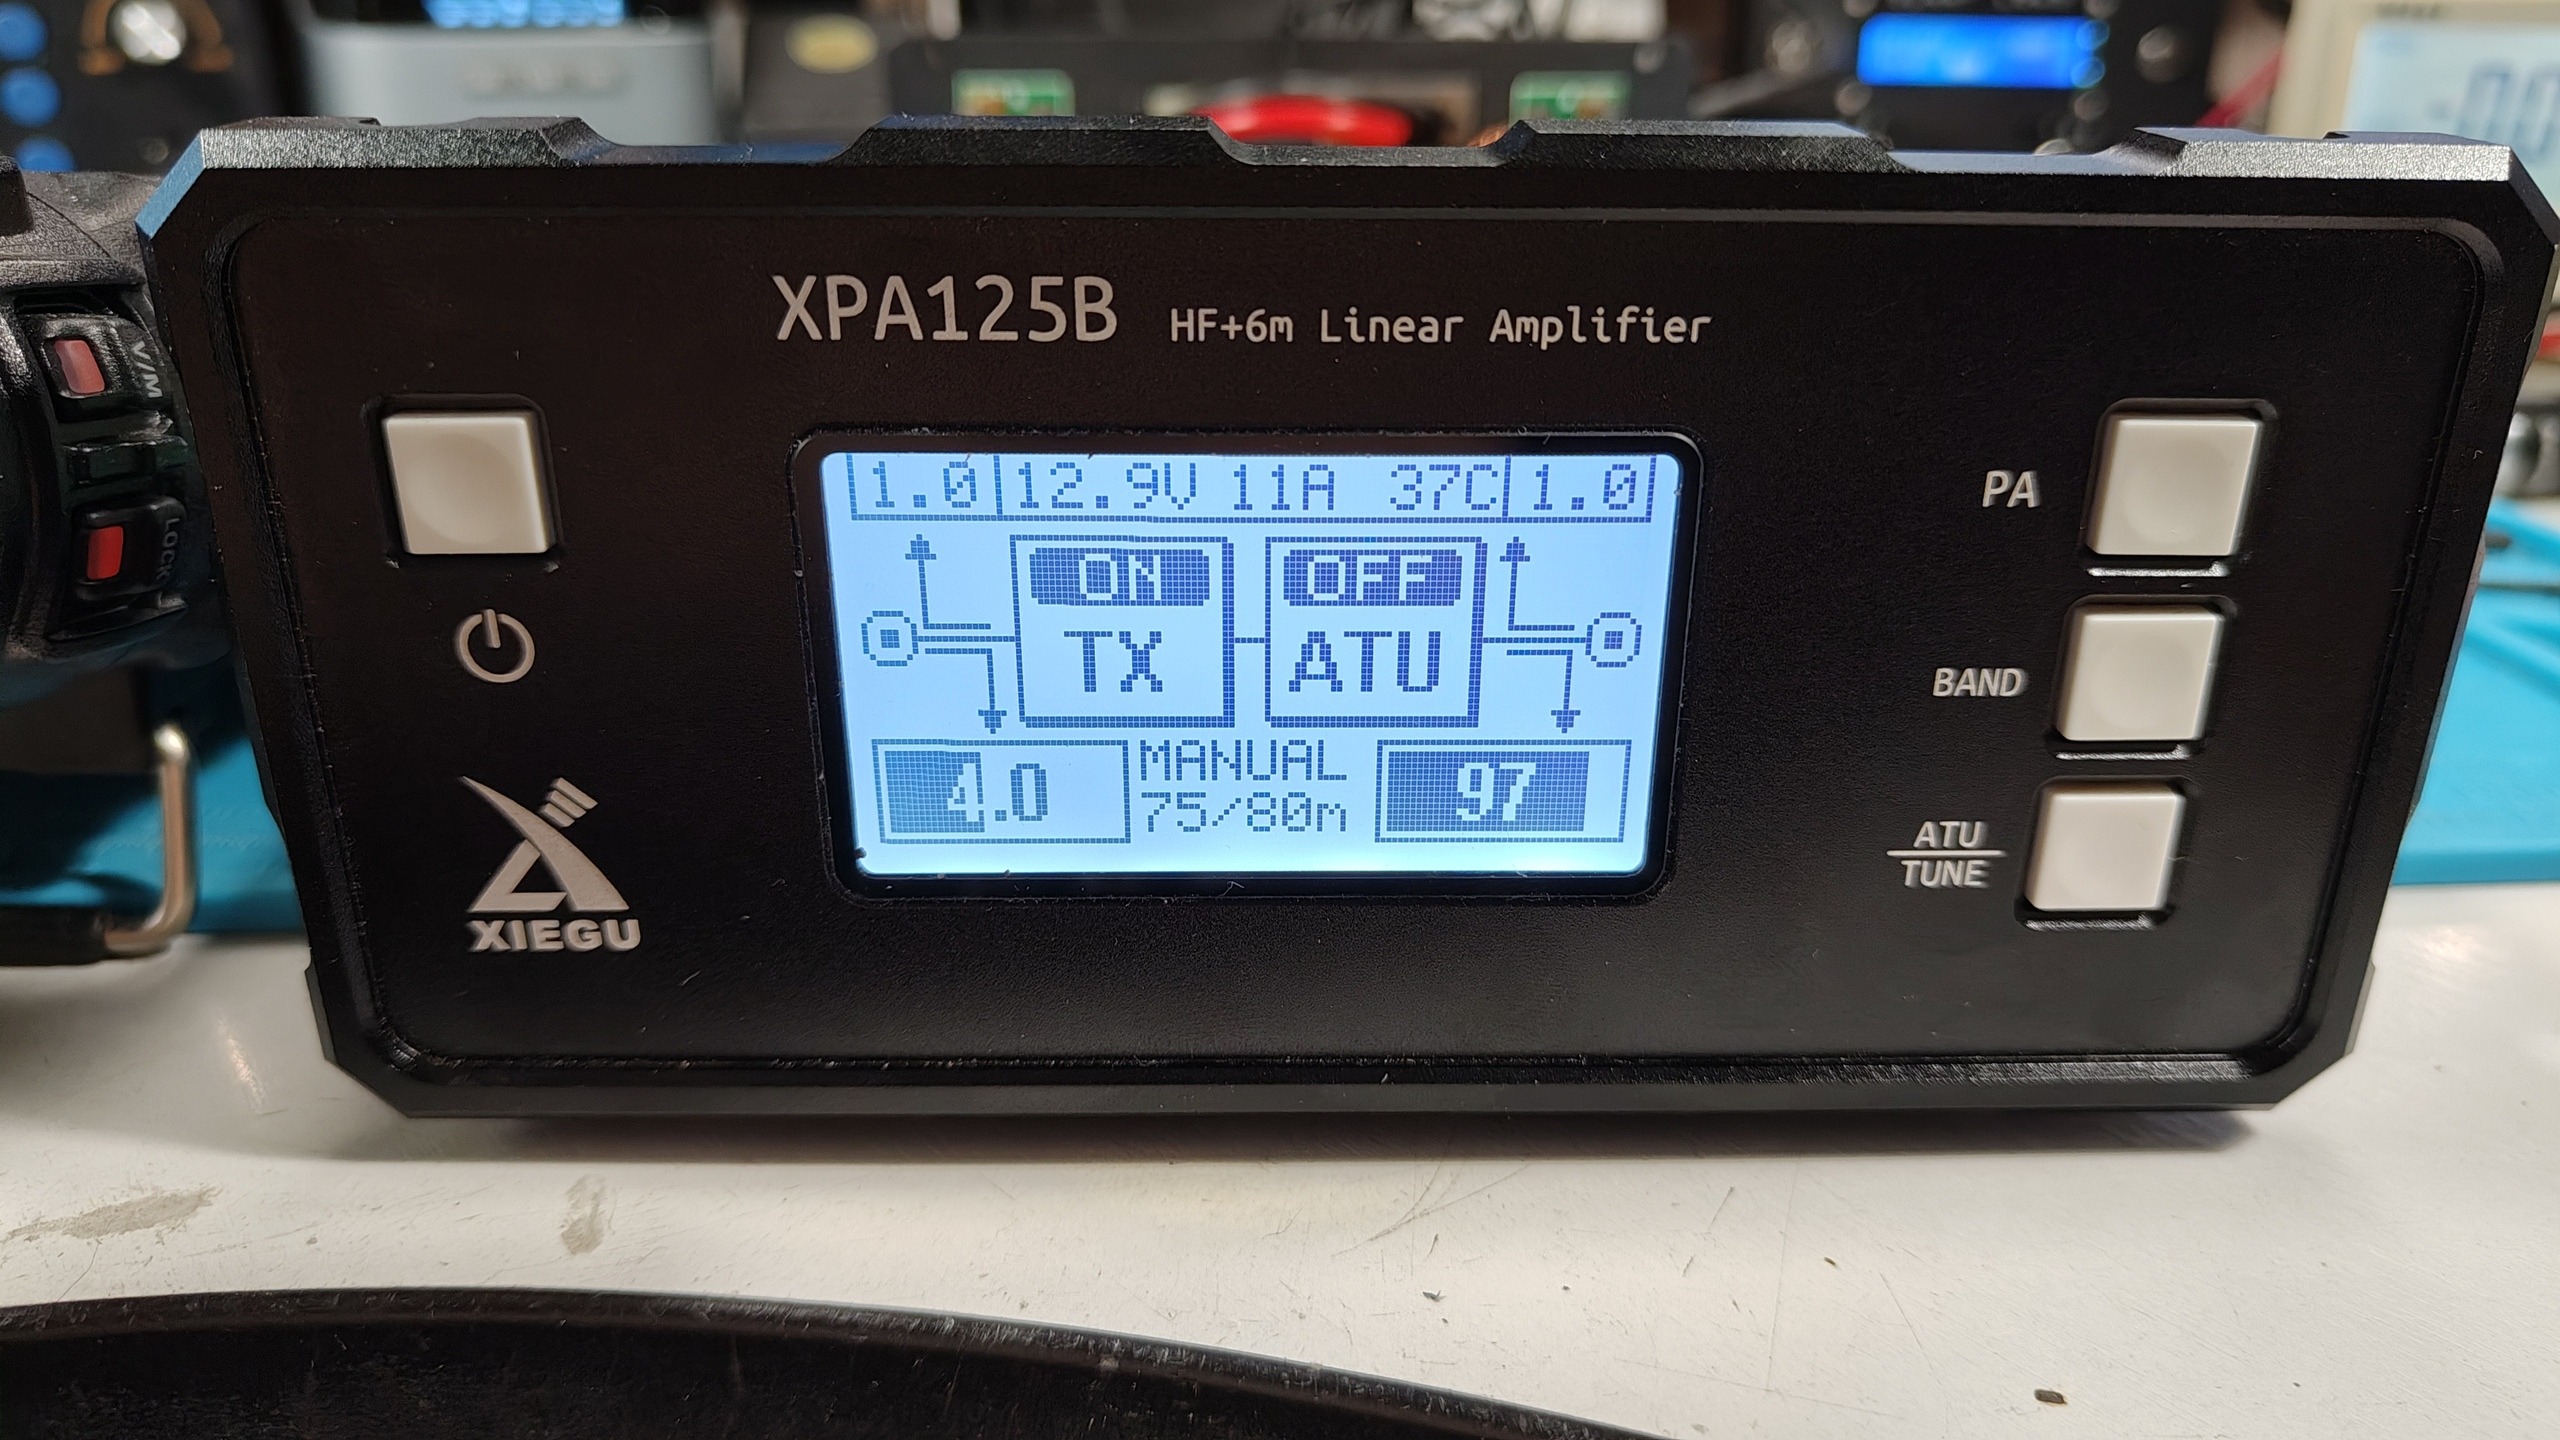 XPA125B HF+6m Linear Amplifier
1.0 12.9V 11A 37C 1.0
ON OFF
TX ATU
4.0 MANUAL 97
75/80m
PA
BAND
ATU
TUNE
XIEGU
V/M
LOCK